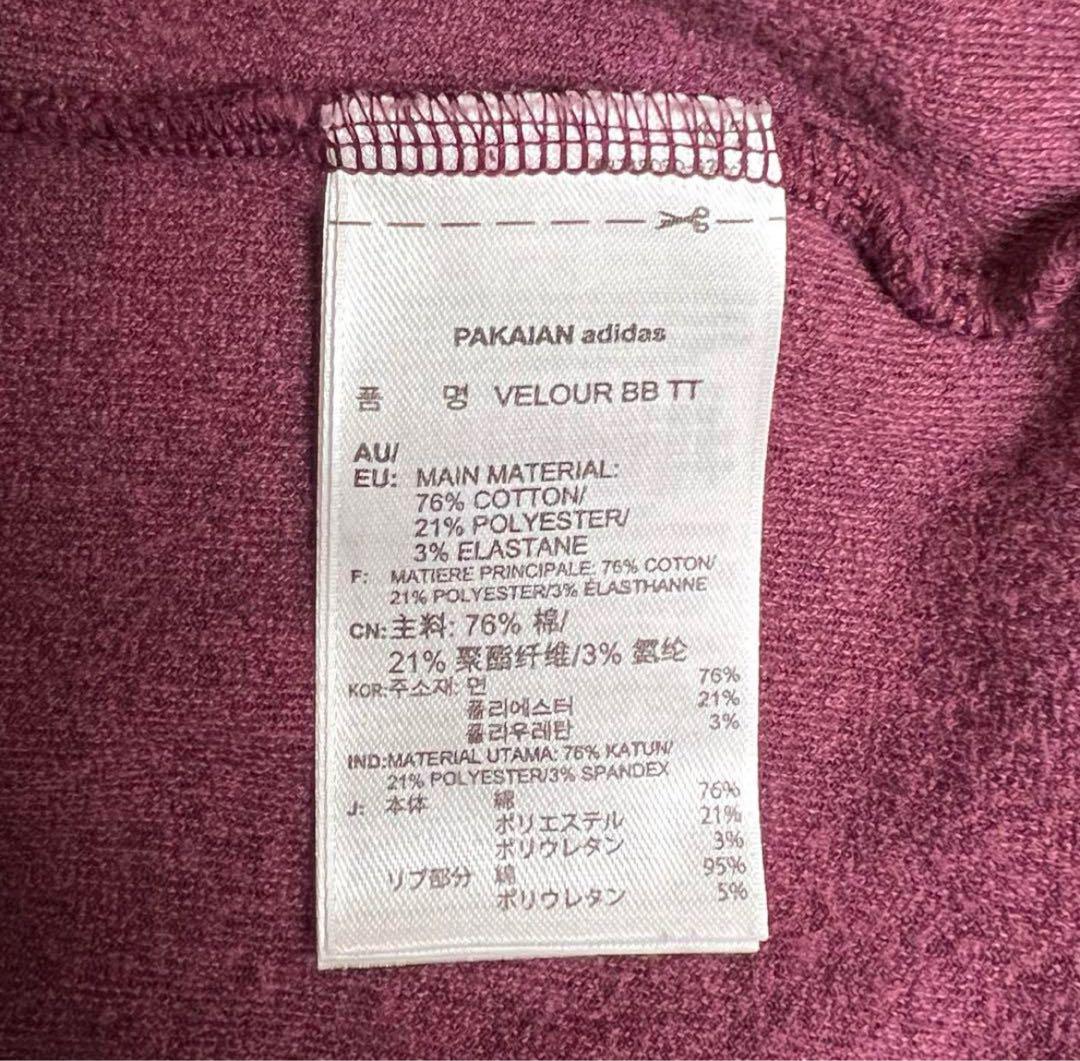 PAKAIAN adidas
품 명 VELOUR BB TT
AU/
EU: MAIN MATERIAL:
76% COTTON/
21% POLYESTER/
3% ELASTANE
F: MATIERE PRINCIPALE: 76% COTON/
21% POLYESTER/3% ÉLASTHANNE
CN: 主料: 76% 棉/
21% 聚酯纤维/3% 氨纶
KOR: 주소재: 면 76%
폴리에스터 21%
폴리우레탄 3%
IND: MATERIAL UTAMA: 76% KATUN/
21% POLYESTER/3% SPANDEX
J: 本体 綿 76%
ポリエステル 21%
ポリウレタン 3%
リブ部分 綿 95%
ポリウレタン 5%